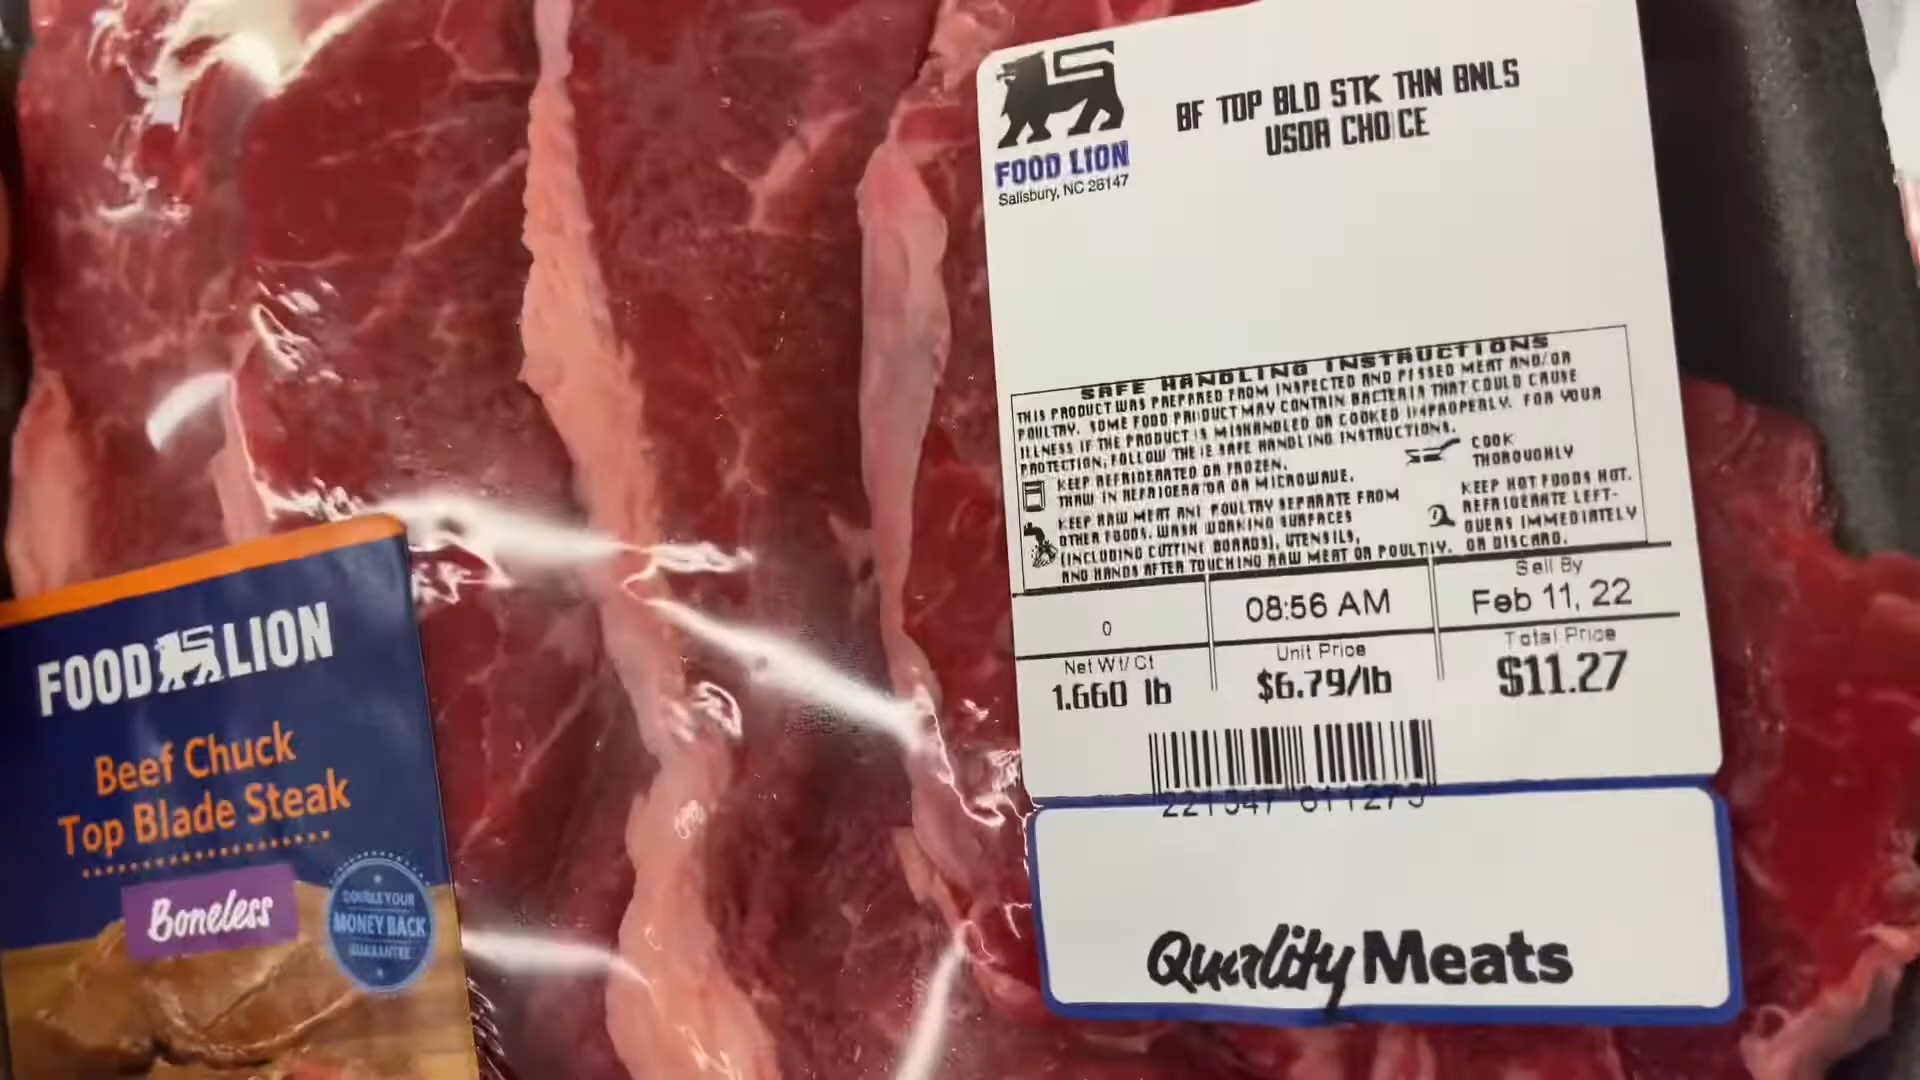 BF TOP BLD STK THN BNLS
USDA CHOICE
FOOD LION
Salisbury, NC 28147
SAFE HANDLING INSTRUCTIONS
THIS PRODUCT WAS PREPARED FROM INSPECTED AND PISSED MEAT AND/OR
POULTRY. SOME FOOD PRODUCT MAY CONTAIN BACTERIA THAT COULD CAUSE
ILLNESS IF THE PRODUCT IS MISHANDLED OR COOKED IMPROPERLY. FOR YOUR
PROTECTION, FOLLOW THE E SAFE HANDLING INSTRUCTIONS.
KEEP REFRIGERATED OR FROZEN.
THAW IN REFRIGERATOR OR MICROWAVE.
COOK
THOROUGHLY
KEEP RAW MEAT AND POULTRY SEPARATE FROM
OTHER FOODS. WASH WORKING SURFACES
(INCLUDING CUTTING BOARDS), UTENSILS,
AND HANDS AFTER TOUCHING RAW MEAT OR POULTRY.
KEEP HOT FOODS HOT.
REFRIGERATE LEFT-
OVERS IMMEDIATELY
OR DISCARD.
0
08:56 AM
Sell By
Feb 11, 22
Net Wt/Ct
1.660 lb
Unit Price
$6.79/lb
Total Price
$11.27
Quality Meats
FOOD LION
Beef Chuck
Top Blade Steak
Boneless
DOUBLE YOUR
MONEY BACK
GUARANTEE